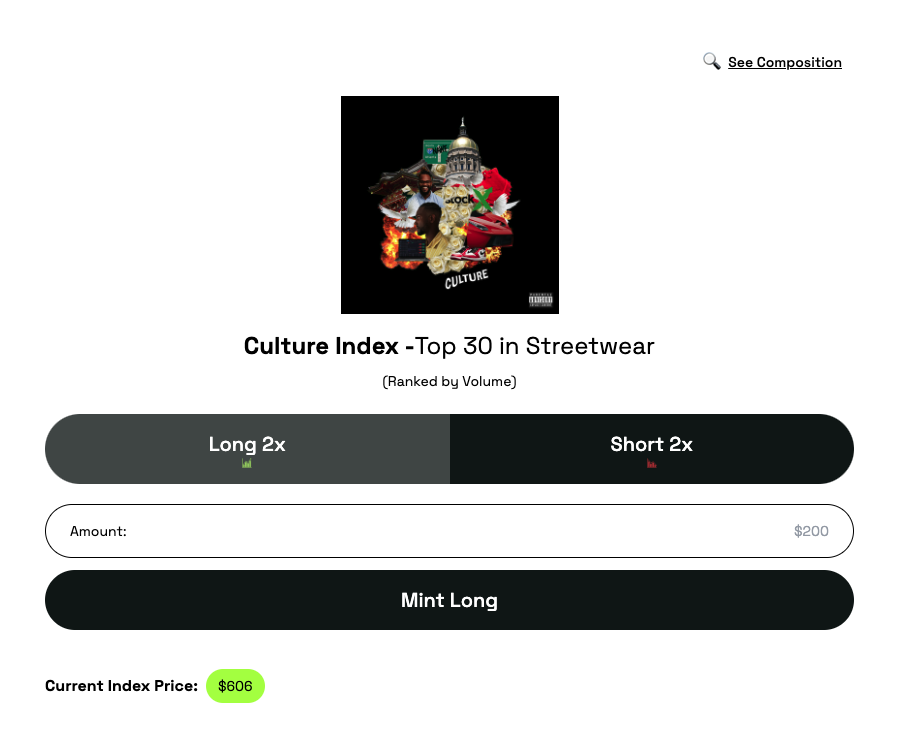 See Composition
stock X
CULTURE
Culture Index -Top 30 in Streetwear
(Ranked by Volume)
Long 2x
Short 2x
Amount:
$200
Mint Long
Current Index Price:
$606